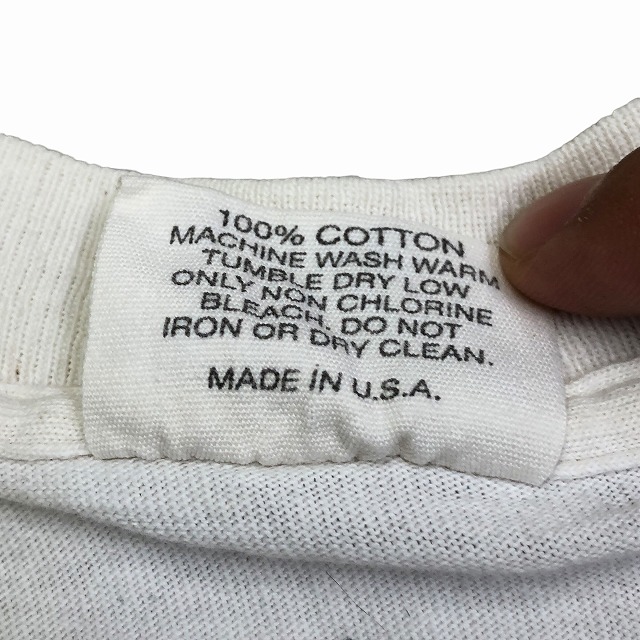 100% COTTON
MACHINE WASH WARM
TUMBLE DRY LOW
ONLY NON CHLORINE
BLEACH, DO NOT
IRON OR DRY CLEAN.
MADE iN U.S.A.